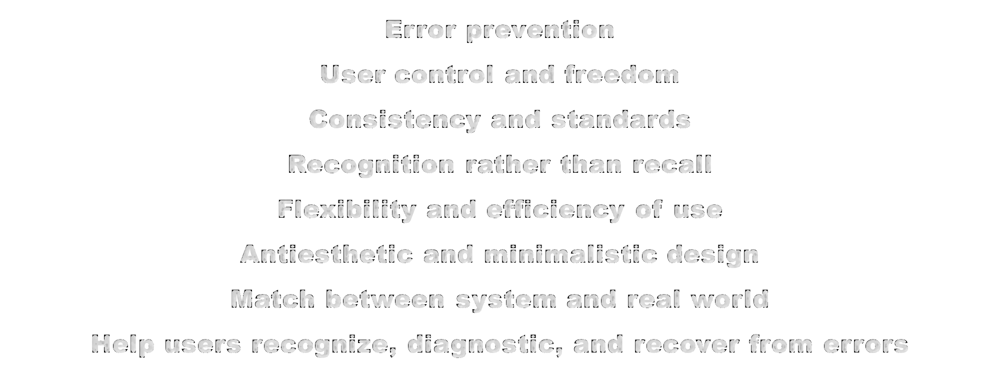 Error prevention
User control and freedom
Consistency and standards
Recognition rather than recall
Flexibility and efficiency of use
Antiesthetic and minimalistic design
Match between system and real world
Help users recognize, diagnostic, and recover from errors